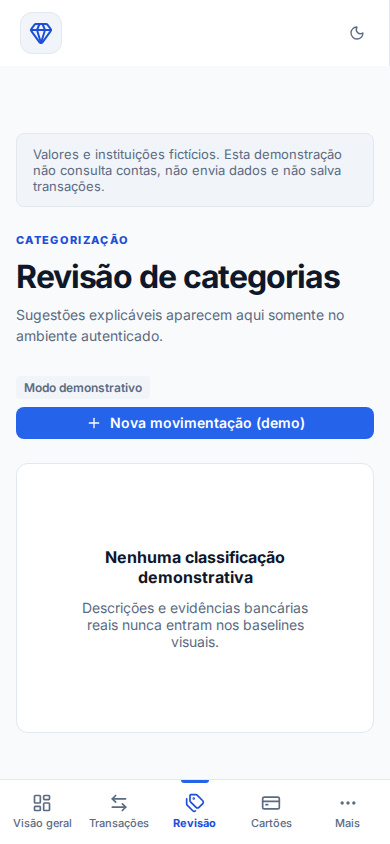 Valores e instituições fictícios. Esta demonstração
não consulta contas, não envia dados e não salva
transações.
CATEGORIZAÇÃO
Revisão de categorias
Sugestões explicáveis aparecem aqui somente no
ambiente autenticado.
Modo demonstrativo
Nova movimentação (demo)
Nenhuma classificação
demonstrativa
Descrições e evidências bancárias
reais nunca entram nos baselines
visuais.
Visão geral
Transações
Revisão
Cartões
Mais